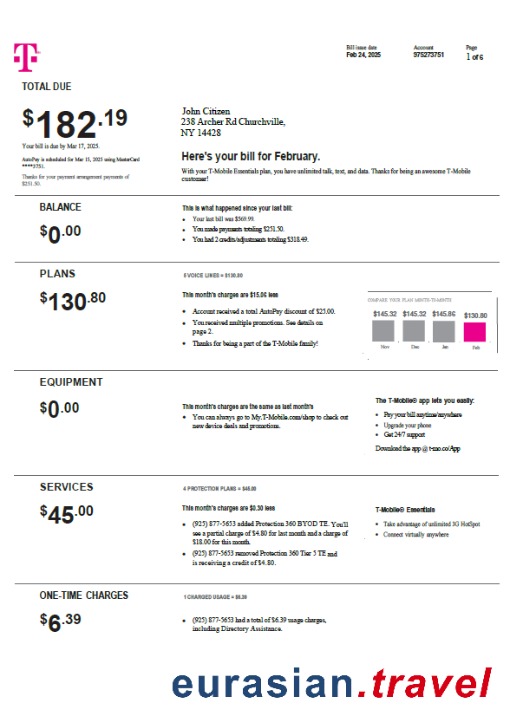 T
Bill issue date
Feb 24, 2025
Account
975273751
Page
1 of 6
TOTAL DUE
$182.19
Your bill is due by Mar 17, 2025.
AutoPay is scheduled for Mar 15, 2025 using MasterCard
****3751.
Thanks for your payment arrangement payments of
$251.50.
John Citizen
238 Archer Rd Churchville,
NY 14428
Here's your bill for February.
With your T-Mobile Essentials plan, you have unlimited talk, text, and data. Thanks for being an awesome T-Mobile
customer!
BALANCE
$0.00
This is what happened since your last bill:
• Your last bill was $569.99.
• You made payments totaling $251.50.
• You had 2 credits/adjustments totaling $318.49.
PLANS
$130.80
5 VOICE LINES = $130.80
This month's charges are $15.06 less
• Account received a total AutoPay discount of $25.00.
• You received multiple promotions. See details on
page 2.
• Thanks for being a part of the T-Mobile family!
COMPARE YOUR PLAN MONTH-TO-MONTH
$145.32 $145.32 $145.86 $130.80
Nov Dec Jan Feb
EQUIPMENT
$0.00
This month's charges are the same as last month's
• You can always go to My.T-Mobile.com/shop to check out
new device deals and promotions.
The T-Mobile® app lets you easily:
• Pay your bill anytime/anywhere
• Upgrade your phone
• Get 24/7 support
Download the app @ t-mo.co/App
SERVICES
$45.00
4 PROTECTION PLANS = $45.00
This month's charges are $0.30 less
• (925) 877-5653 added Protection 360 BYOD TE. You'll
see a partial charge of $4.80 for last month and a charge of
$18.00 for this month.
• (925) 877-5653 removed Protection 360 Tier 5 TE and
is receiving a credit of $4.80.
T-Mobile® Essentials
• Take advantage of unlimited 3G HotSpot
• Connect virtually anywhere
ONE-TIME CHARGES
$6.39
1 CHARGED USAGE = $6.39
• (925) 877-5653 had a total of $6.39 usage charges,
including Directory Assistance.
eurasian.travel